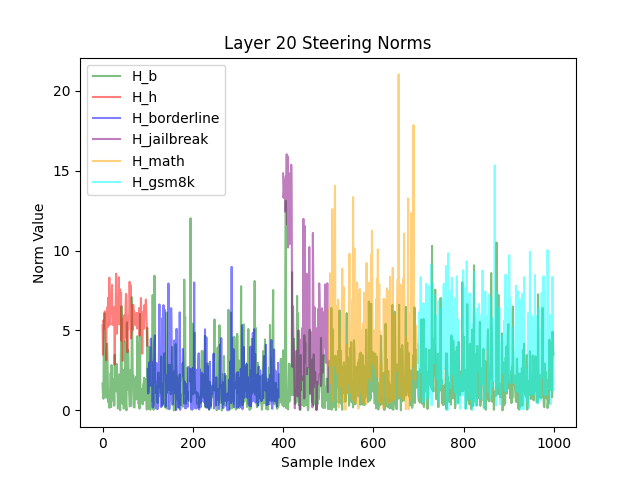 Layer 20 Steering Norms
H_b
H_h
H_borderline
H_jailbreak
H_math
H_gsm8k
20
15
10
5
0
Norm Value
0 200 400 600 800 1000
Sample Index